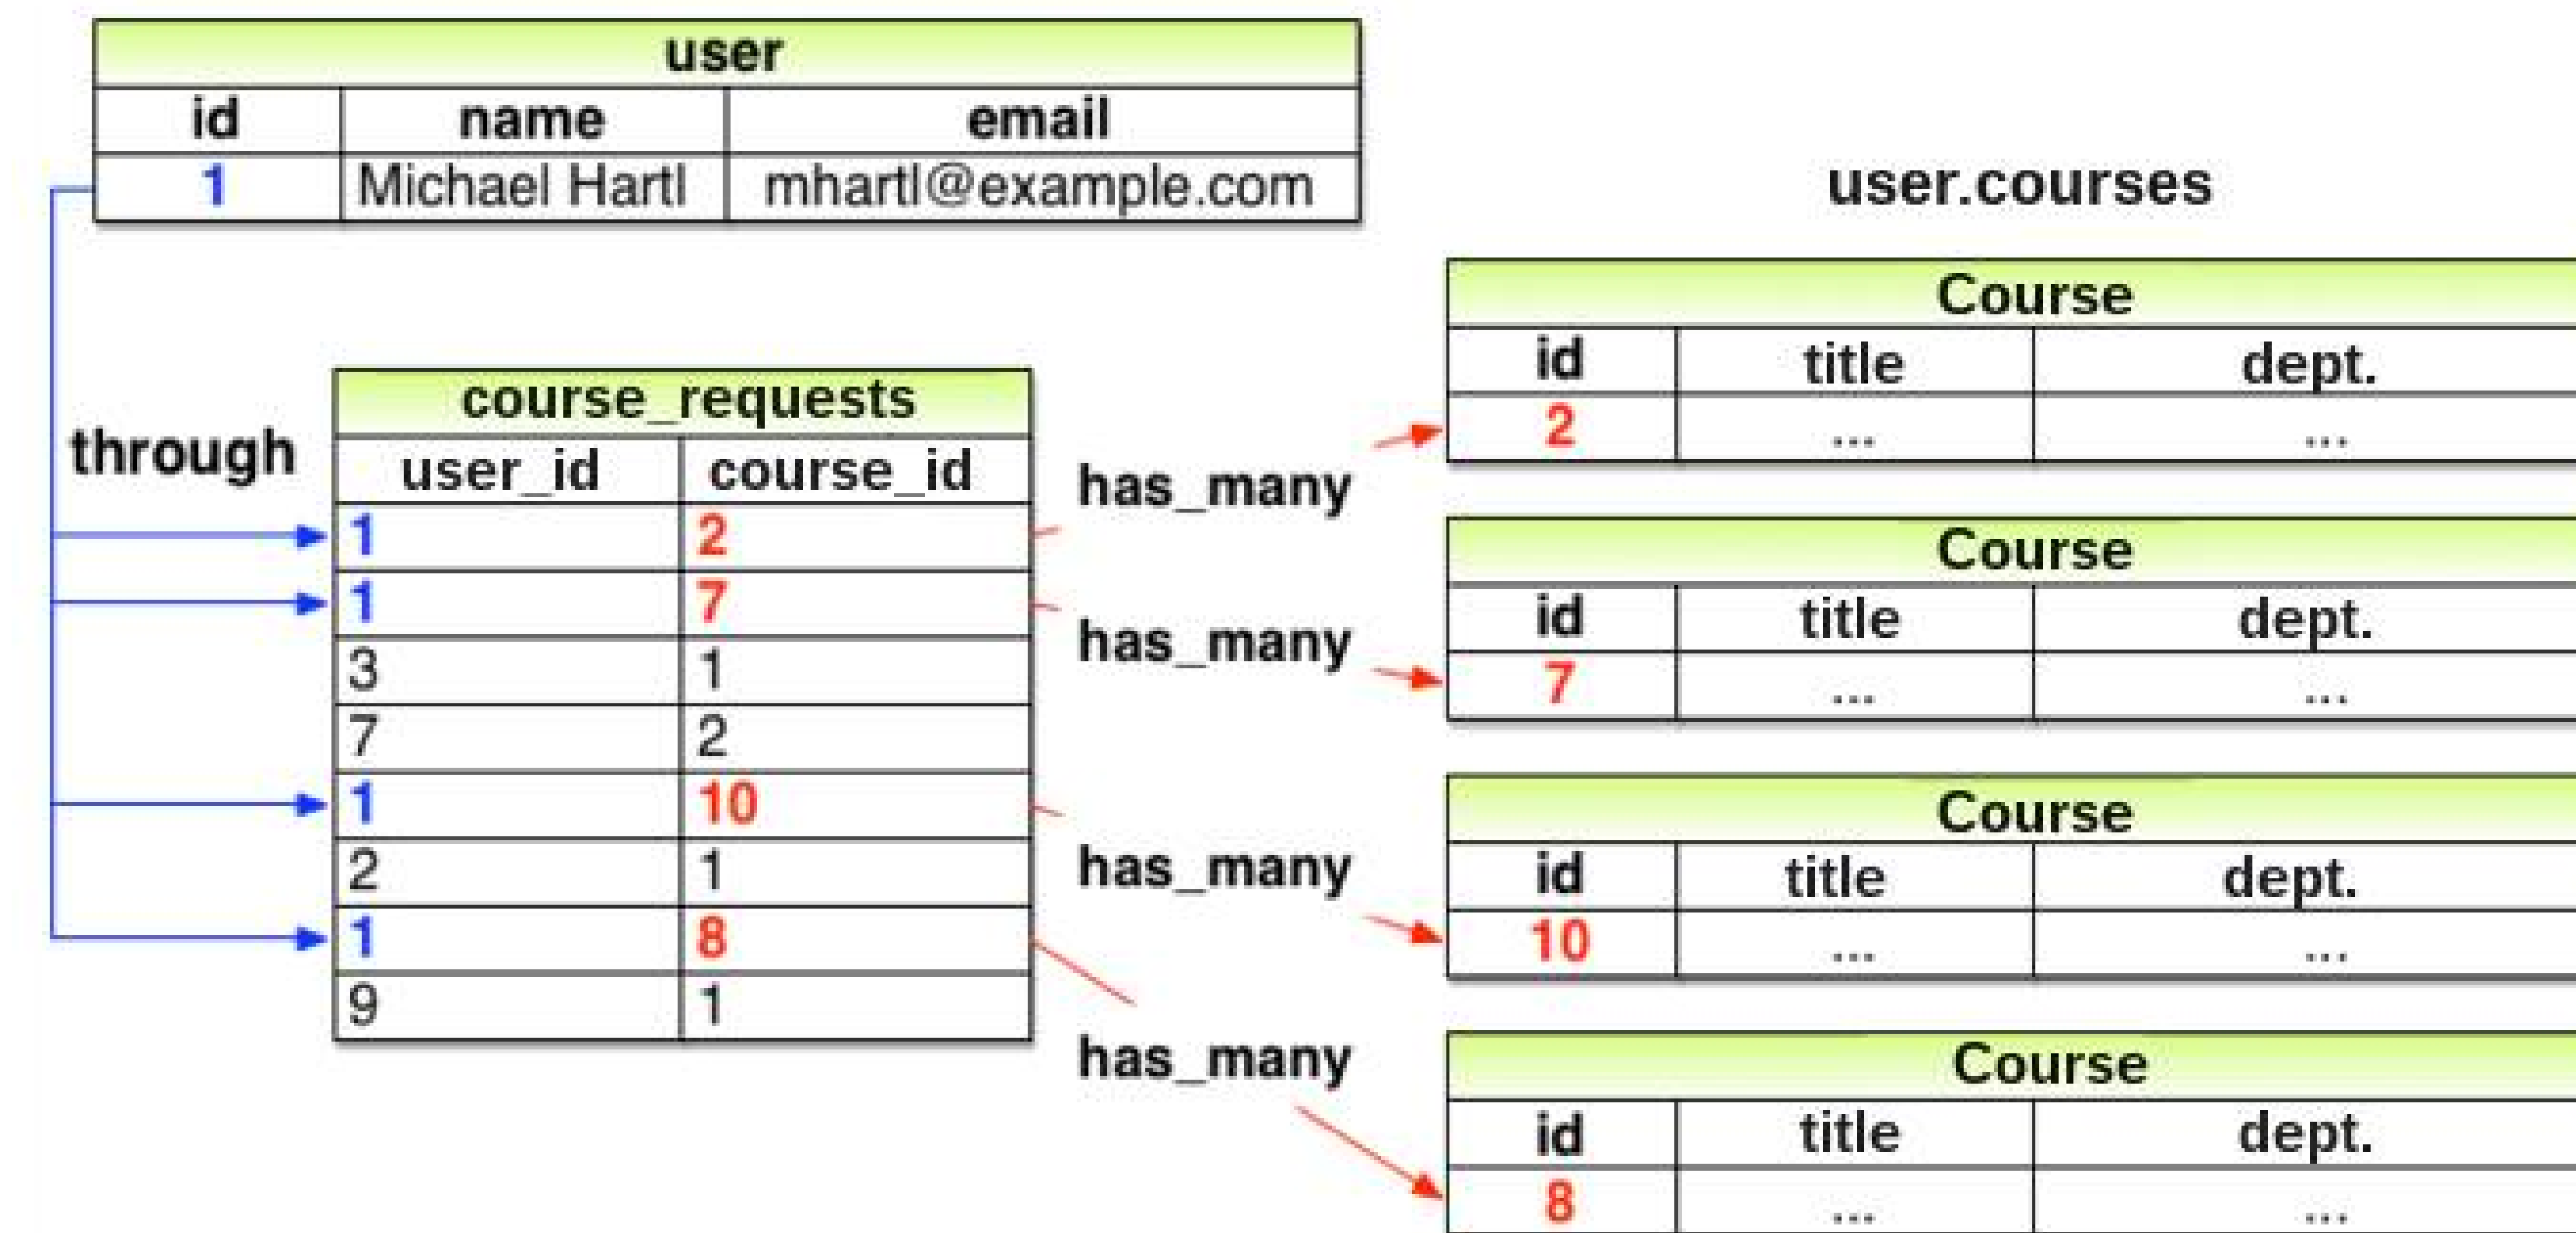 user
id name email
1 Michael Hartl mhartl@example.com
user.courses
through
course_requests
user_id course_id
1 2
1 7
3 1
7 2
1 10
2 1
1 8
9 1
has_many
has_many
has_many
has_many
Course
id title dept.
2 ... ...
Course
id title dept.
7 ... ...
Course
id title dept.
10 ... ...
Course
id title dept.
8 ... ...